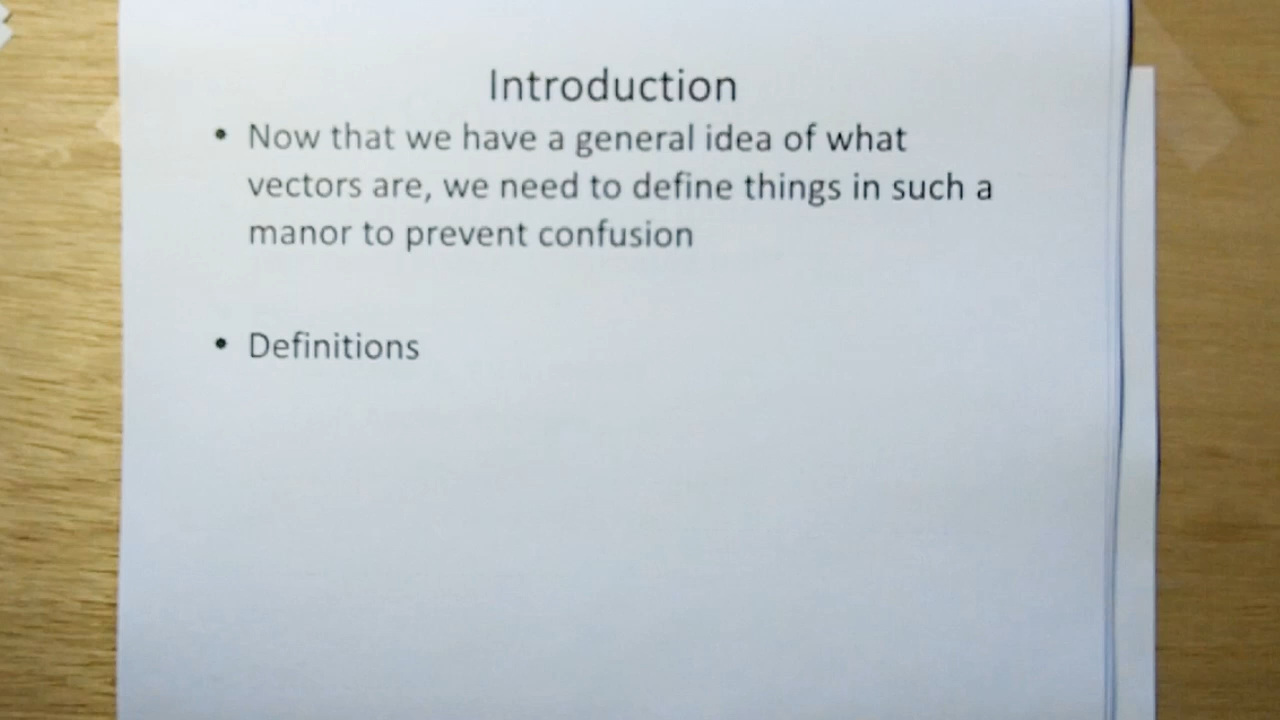 Introduction
• Now that we have a general idea of what
vectors are, we need to define things in such a
manor to prevent confusion
• Definitions